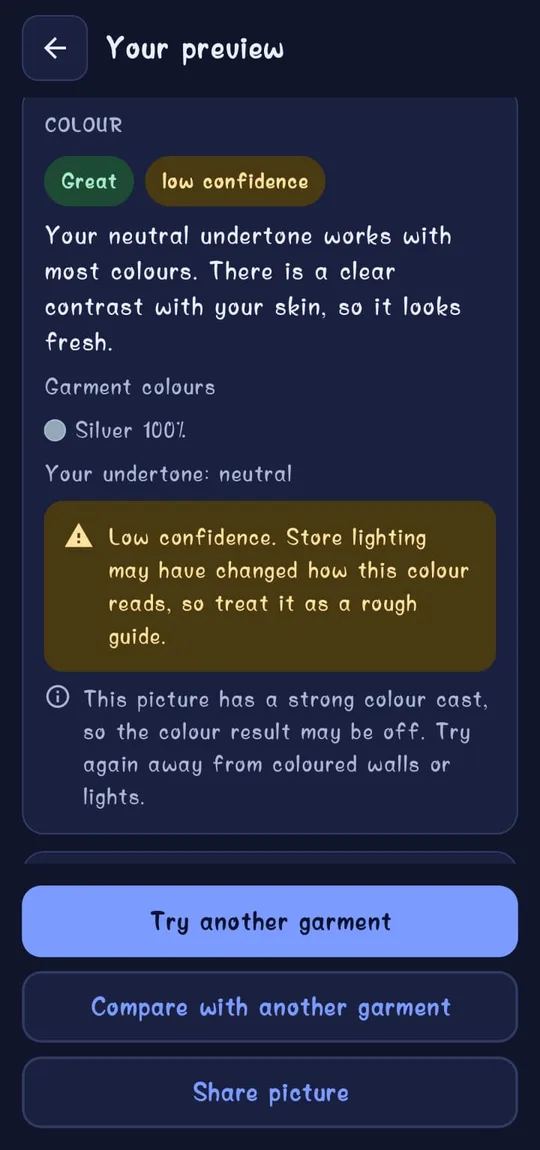 Your preview
COLOUR
Great
low confidence
Your neutral undertone works with
most colours. There is a clear
contrast with your skin, so it looks
fresh.
Garment colours
Silver 100%
Your undertone: neutral
Low confidence. Store lighting
may have changed how this colour
reads, so treat it as a rough
guide.
This picture has a strong colour cast,
so the colour result may be off. Try
again away from coloured walls or
lights.
Try another garment
Compare with another garment
Share picture